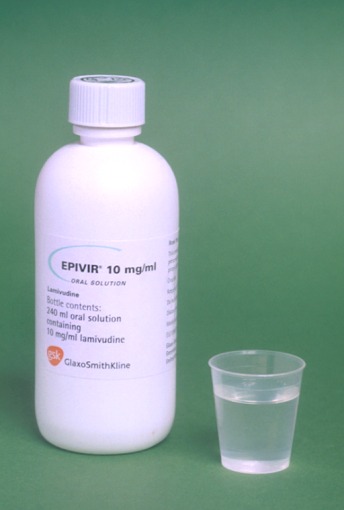 EPIVIR® 10 mg/ml
ORAL SOLUTION
Lamivudine
Bottle contents:
240 ml oral solution
containing
10 mg/ml lamivudine
gsk
GlaxoSmithKline